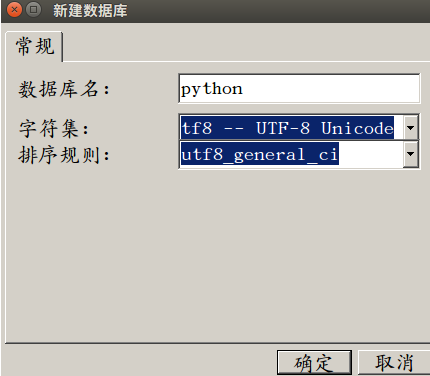 新建数据库
常规
数据库名: python
字符集: tf8 -- UTF-8 Unicode
排序规则: utf8_general_ci
确定 取消